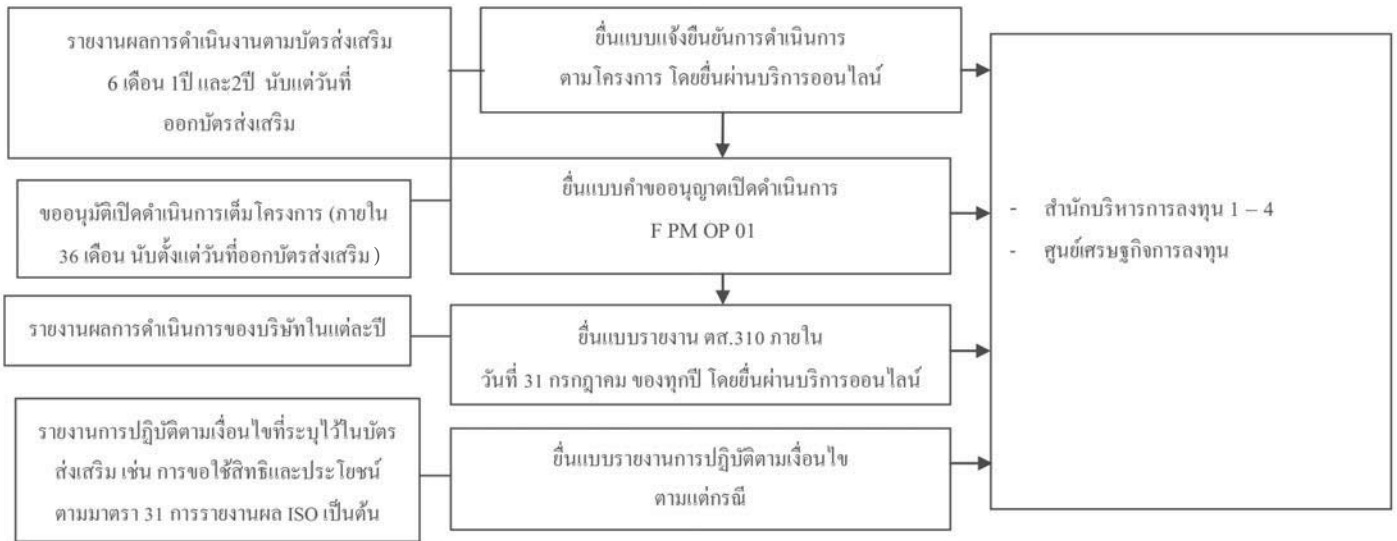 รายงานผลการดำเนินงานตามบัตรส่งเสริม
6 เดือน 1ปี และ2ปี นับแต่วันที่
ออกบัตรส่งเสริม
ยื่นแบบแจ้งยืนยันการดำเนินการ
ตามโครงการ โดยยื่นผ่านบริการออนไลน์
ขออนุมัติเปิดดำเนินการเต็มโครงการ (ภายใน
36 เดือน นับตั้งแต่วันที่ออกบัตรส่งเสริม)
ยื่นแบบคำขออนุญาตเปิดดำเนินการ
F PM OP 01
รายงานผลการดำเนินการของบริษัทในแต่ละปี
ยื่นแบบรายงาน ตส.310 ภายใน
วันที่ 31 กรกฎาคม ของทุกปี โดยยื่นผ่านบริการออนไลน์
รายงานการปฏิบัติตามเงื่อนไขที่ระบุไว้ในบัตร
ส่งเสริม เช่น การขอใช้สิทธิและประโยชน์
ตามมาตรา 31 การรายงานผล ISO เป็นต้น
ยื่นแบบรายงานการปฏิบัติตามเงื่อนไข
ตามแต่กรณี
- สำนักบริหารการลงทุน 1 – 4
- ศูนย์เศรษฐกิจการลงทุน